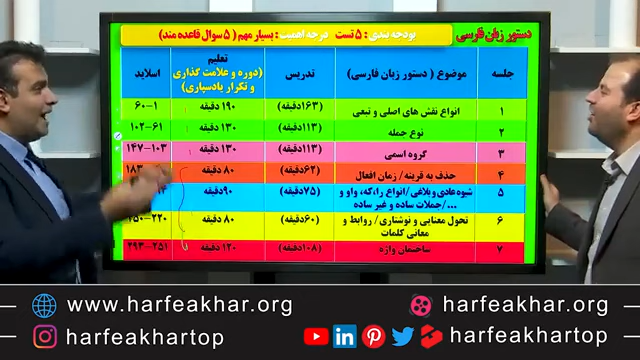 دستور زبان فارسی
بودجه بندی : ۵ تست درجه اهمیت : بسیار مهم ( ۵ سوال قاعده مند)
جلسه موضوع ( دستور زبان فارسی) تدریس تعلیم (دوره و علامت گذاری و تکرار یادسپاری) اسلاید
۱ انواع نقش های اصلی و تبعی (۱۶۳دقیقه) ۱۹۰ دقیقه ۱-۶۰
۲ نوع جمله (۱۱۳دقیقه) ۱۳۰ دقیقه ۶۱-۱۰۲
۳ گروه اسمی (۱۱۳دقیقه) ۱۳۰ دقیقه ۱۰۳-۱۴۷
۴ حذف به قرینه/ زمان افعال (۶۲دقیقه) ۸۰ دقیقه ۱۸۳
۵ شیوه عادی و بلاغی /انواع را،که، واو و .../جملات ساده و غیر ساده (۷۵دقیقه) ۹۰دقیقه
۶ تحول معنایی و نوشتاری/ روابط و معانی کلمات (۶۰دقیقه) ۸۰ دقیقه ۲۲۰-۲۵۰
۷ ساختمان واژه (۱۰۸دقیقه) ۱۲۰ دقیقه ۲۵۱-۲۹۳
www.harfeakhar.org harfeakhar.org
harfeakhartop harfeakhartop